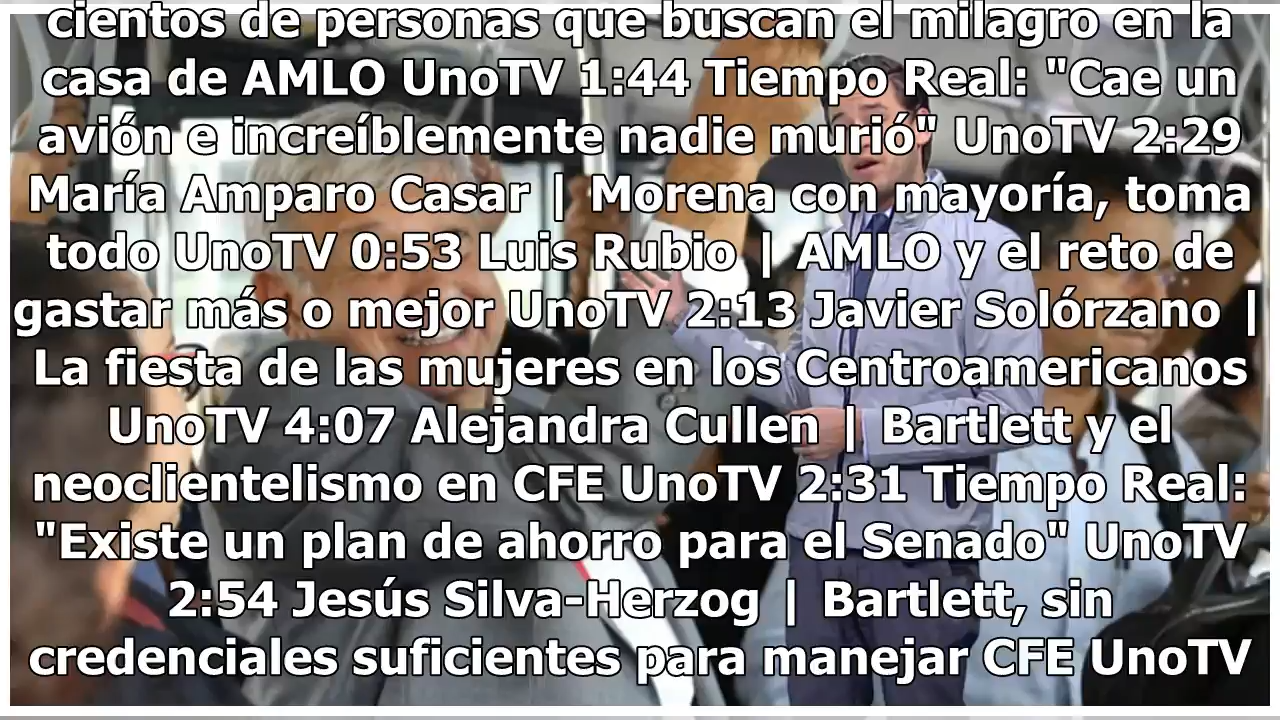 cientos de personas que buscan el milagro en la
casa de AMLO UnoTV 1:44 Tiempo Real: "Cae un
avión e increíblemente nadie murió" UnoTV 2:29
María Amparo Casar | Morena con mayoría, toma
todo UnoTV 0:53 Luis Rubio | AMLO y el reto de
gastar más o mejor UnoTV 2:13 Javier Solórzano |
La fiesta de las mujeres en los Centroamericanos
UnoTV 4:07 Alejandra Cullen | Bartlett y el
neoclientelismo en CFE UnoTV 2:31 Tiempo Real:
"Existe un plan de ahorro para el Senado" UnoTV
2:54 Jesús Silva-Herzog | Bartlett, sin
credenciales suficientes para manejar CFE UnoTV